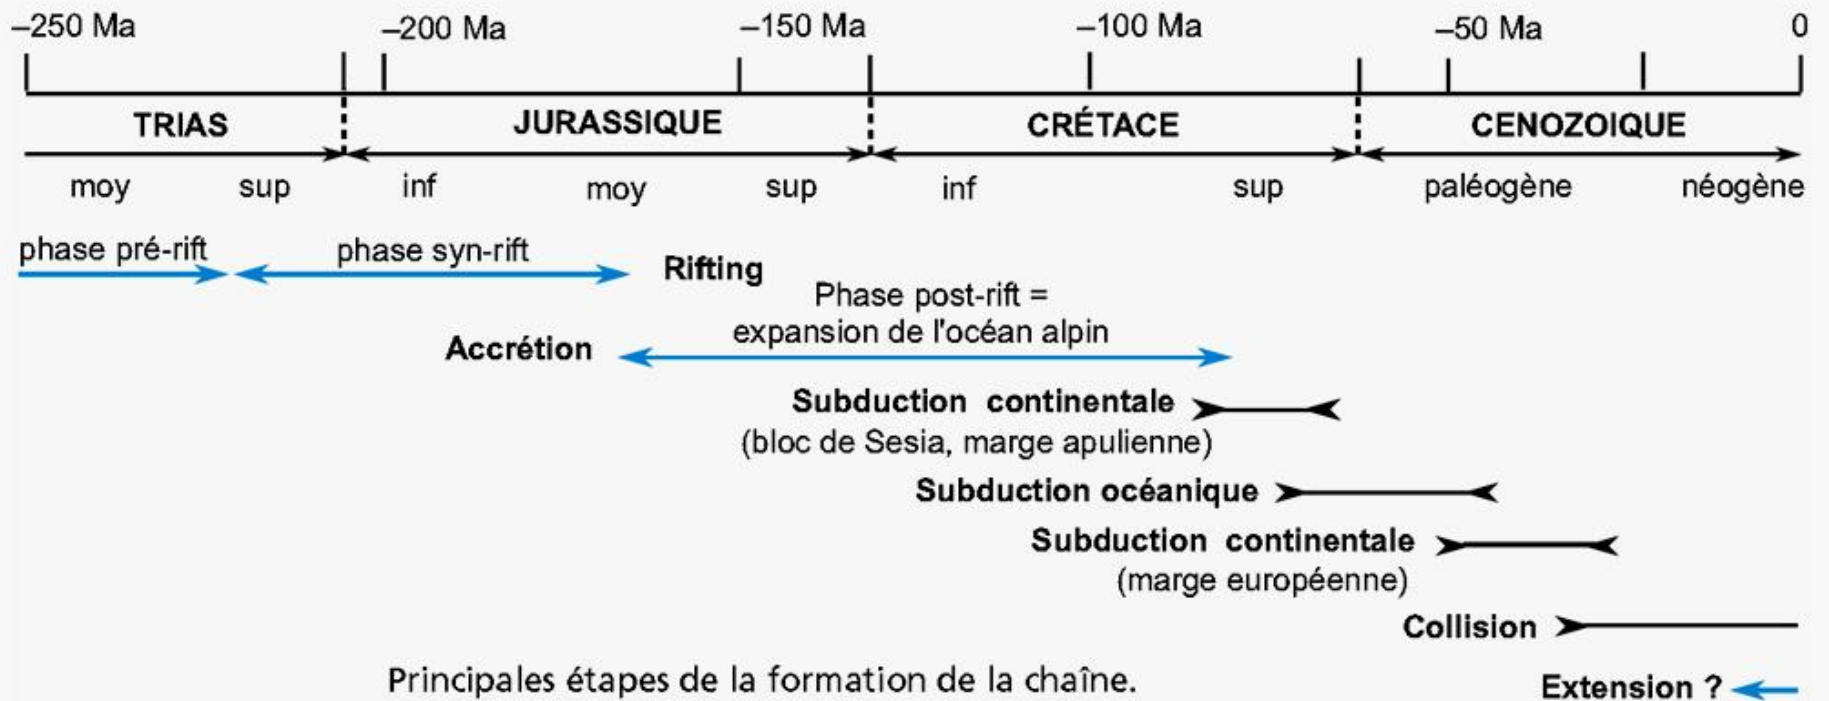 –250 Ma –200 Ma –150 Ma –100 Ma –50 Ma 0
TRIAS JURASSIQUE CRÉTACE CENOZOIQUE
moy sup inf moy sup inf sup paléogène néogène
phase pré-rift phase syn-rift Rifting
Phase post-rift =
expansion de l'océan alpin
Accrétion
Subduction continentale
(bloc de Sesia, marge apulienne)
Subduction océanique
Subduction continentale
(marge européenne)
Collision
Principales étapes de la formation de la chaîne.
Extension ?